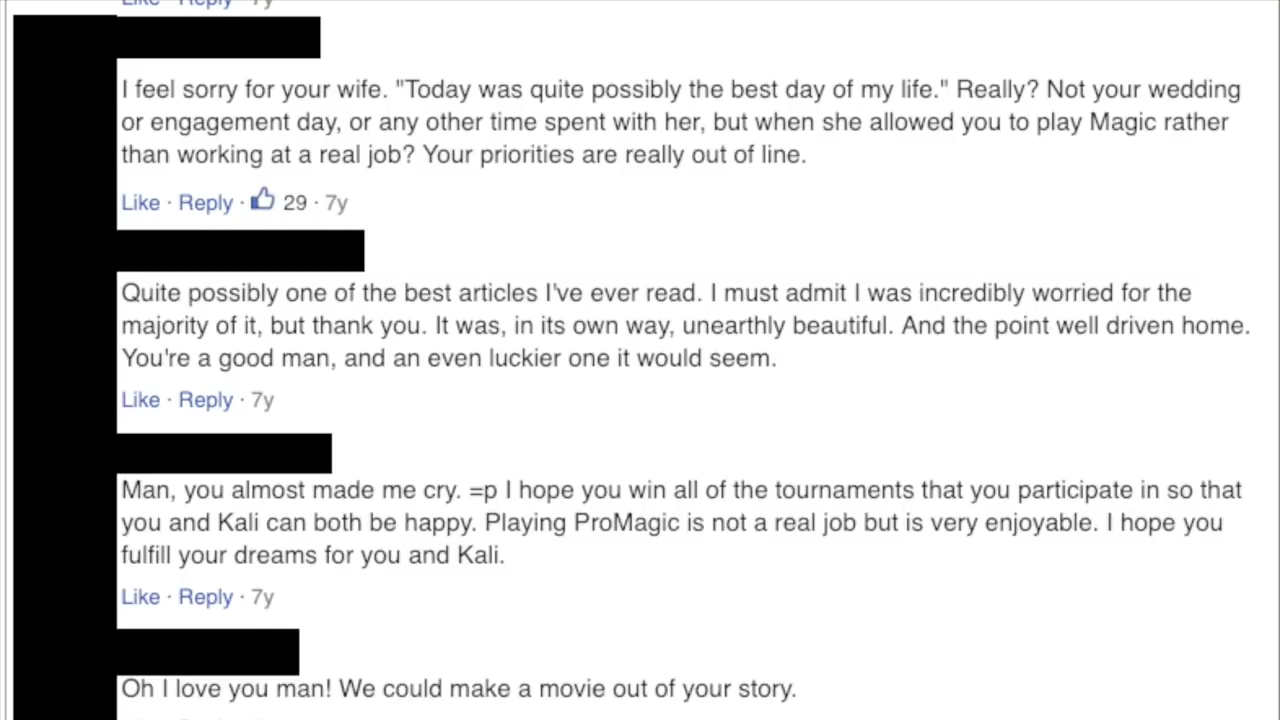 Like · Reply · 7y
I feel sorry for your wife. "Today was quite possibly the best day of my life." Really? Not your wedding
or engagement day, or any other time spent with her, but when she allowed you to play Magic rather
than working at a real job? Your priorities are really out of line.
Like · Reply · 29 · 7y
Quite possibly one of the best articles I've ever read. I must admit I was incredibly worried for the
majority of it, but thank you. It was, in its own way, unearthly beautiful. And the point well driven home.
You're a good man, and an even luckier one it would seem.
Like · Reply · 7y
Man, you almost made me cry. =p I hope you win all of the tournaments that you participate in so that
you and Kali can both be happy. Playing ProMagic is not a real job but is very enjoyable. I hope you
fulfill your dreams for you and Kali.
Like · Reply · 7y
Oh I love you man! We could make a movie out of your story.